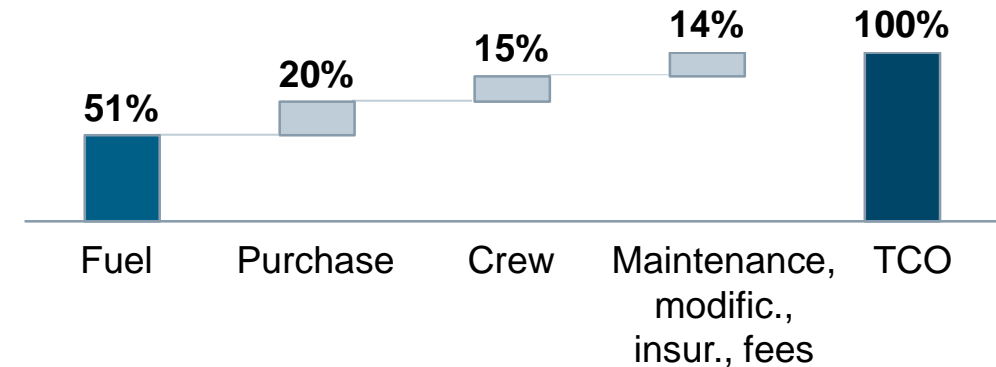 51%
20%
15%
14%
100%
Fuel
Purchase
Crew
Maintenance,
modific.,
insur., fees
TCO